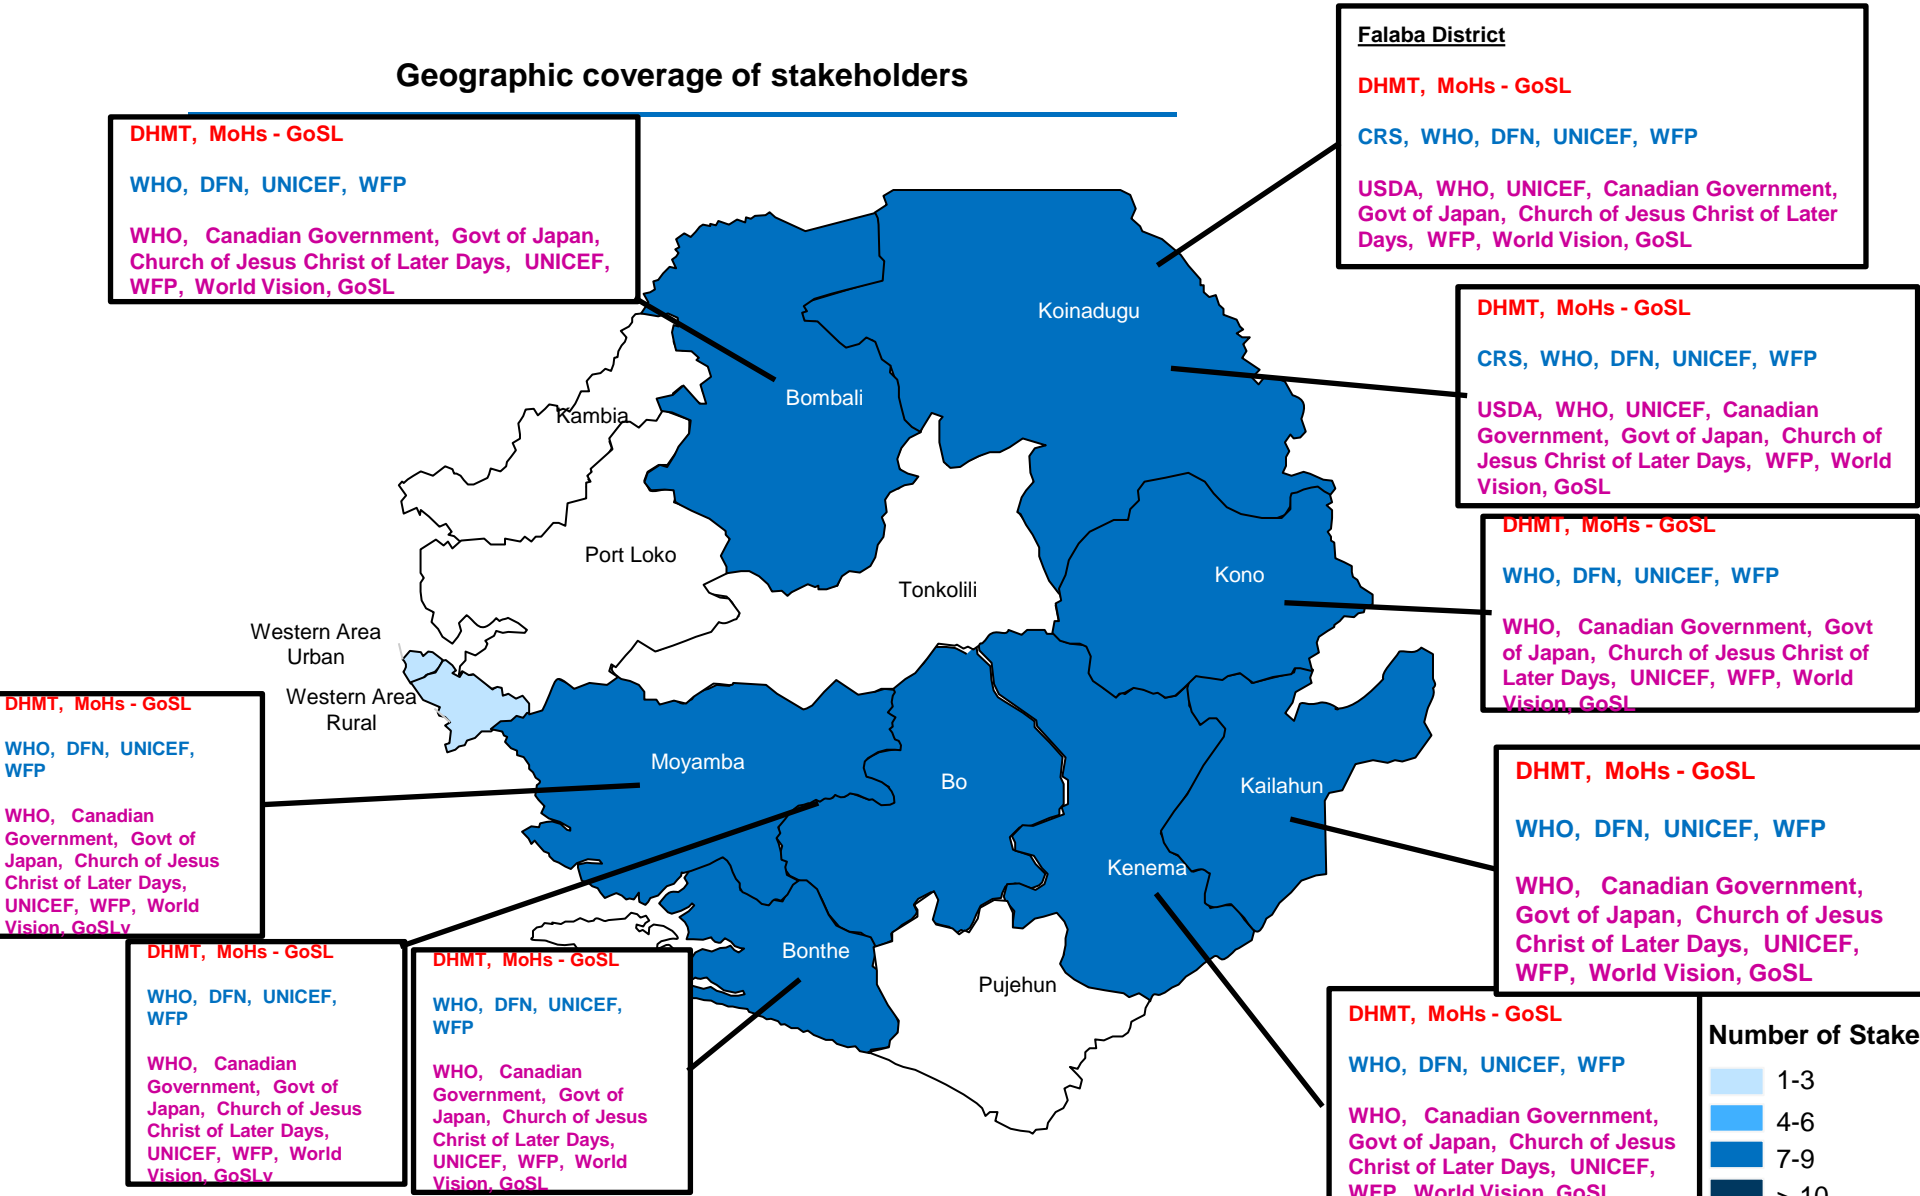 Geographic coverage of stakeholders
Falaba District
DHMT, MoHs - GoSL
CRS, WHO, DFN, UNICEF, WFP
USDA, WHO, UNICEF, Canadian Government,
Govt of Japan, Church of Jesus Christ of Later
Days, WFP, World Vision, GoSL
DHMT, MoHs - GoSL
WHO, DFN, UNICEF, WFP
WHO, Canadian Government, Govt of Japan,
Church of Jesus Christ of Later Days, UNICEF,
WFP, World Vision, GoSL
DHMT, MoHs - GoSL
CRS, WHO, DFN, UNICEF, WFP
USDA, WHO, UNICEF, Canadian
Government, Govt of Japan, Church of
Jesus Christ of Later Days, WFP, World
Vision, GoSL
DHMT, MoHs - GoSL
WHO, DFN, UNICEF, WFP
WHO, Canadian Government, Govt
of Japan, Church of Jesus Christ of
Later Days, UNICEF, WFP, World
Vision, GoSL
Koinadugu
Bombali
Kambia
Port Loko
Tonkolili
Kono
Western Area
Urban
Western Area
Rural
Moyamba
Bo
Kailahun
Kenema
Bonthe
Pujehun
DHMT, MoHs - GoSL
WHO, DFN, UNICEF,
WFP
WHO, Canadian
Government, Govt of
Japan, Church of Jesus
Christ of Later Days,
UNICEF, WFP, World
Vision, GoSLv
DHMT, MoHs - GoSL
WHO, DFN, UNICEF, WFP
WHO, Canadian Government,
Govt of Japan, Church of Jesus
Christ of Later Days, UNICEF,
WFP, World Vision, GoSL
DHMT, MoHs - GoSL
WHO, DFN, UNICEF,
WFP
WHO, Canadian
Government, Govt of
Japan, Church of Jesus
Christ of Later Days,
UNICEF, WFP, World
Vision, GoSLv
DHMT, MoHs - GoSL
WHO, DFN, UNICEF,
WFP
WHO, Canadian
Government, Govt of
Japan, Church of Jesus
Christ of Later Days,
UNICEF, WFP, World
Vision, GoSL
DHMT, MoHs - GoSL
WHO, DFN, UNICEF, WFP
WHO, Canadian Government,
Govt of Japan, Church of Jesus
Christ of Later Days, UNICEF,
WFP, World Vision, GoSL
Number of Stake
1-3
4-6
7-9
> 10